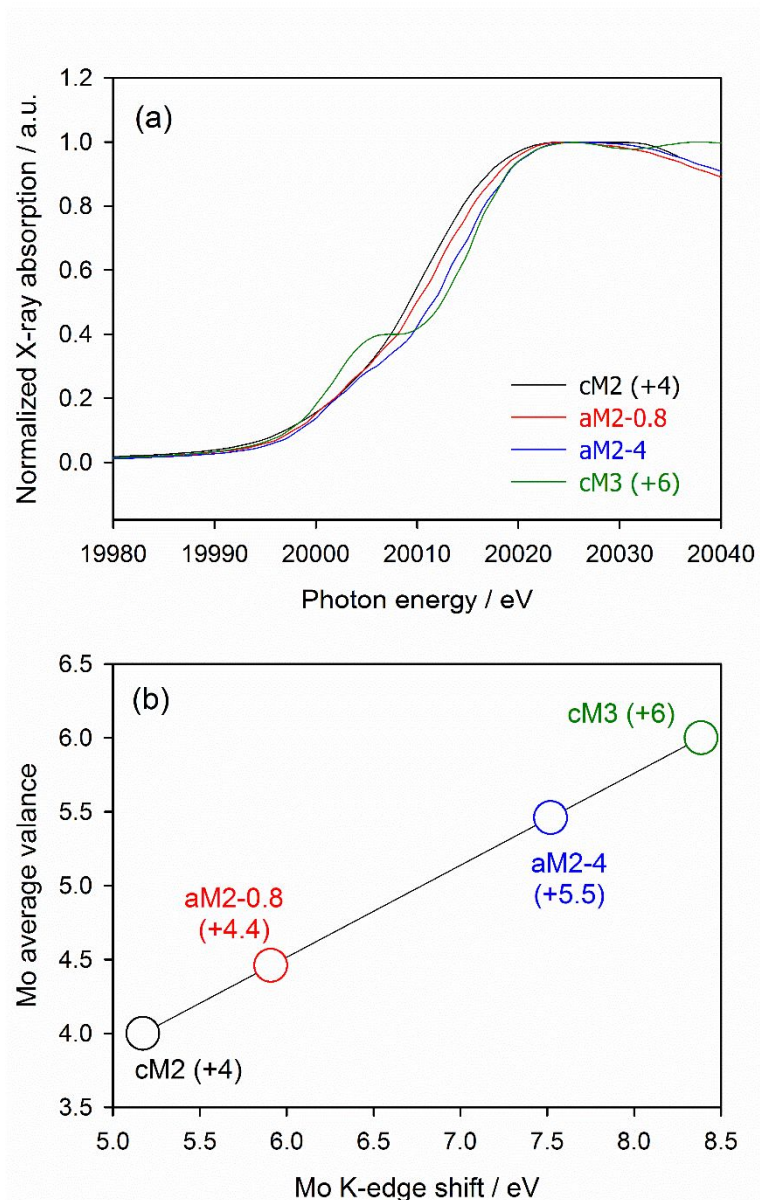 (a)
Normalized X-ray absorption / a.u.
1.2
1.0
0.8
0.6
0.4
0.2
0.0
cM2 (+4)
aM2-0.8
aM2-4
cM3 (+6)
19980 19990 20000 20010 20020 20030 20040
Photon energy / eV
(b)
Mo average valance
6.5
6.0
5.5
5.0
4.5
4.0
3.5
cM3 (+6)
aM2-4
(+5.5)
aM2-0.8
(+4.4)
cM2 (+4)
5.0 5.5 6.0 6.5 7.0 7.5 8.0 8.5
Mo K-edge shift / eV